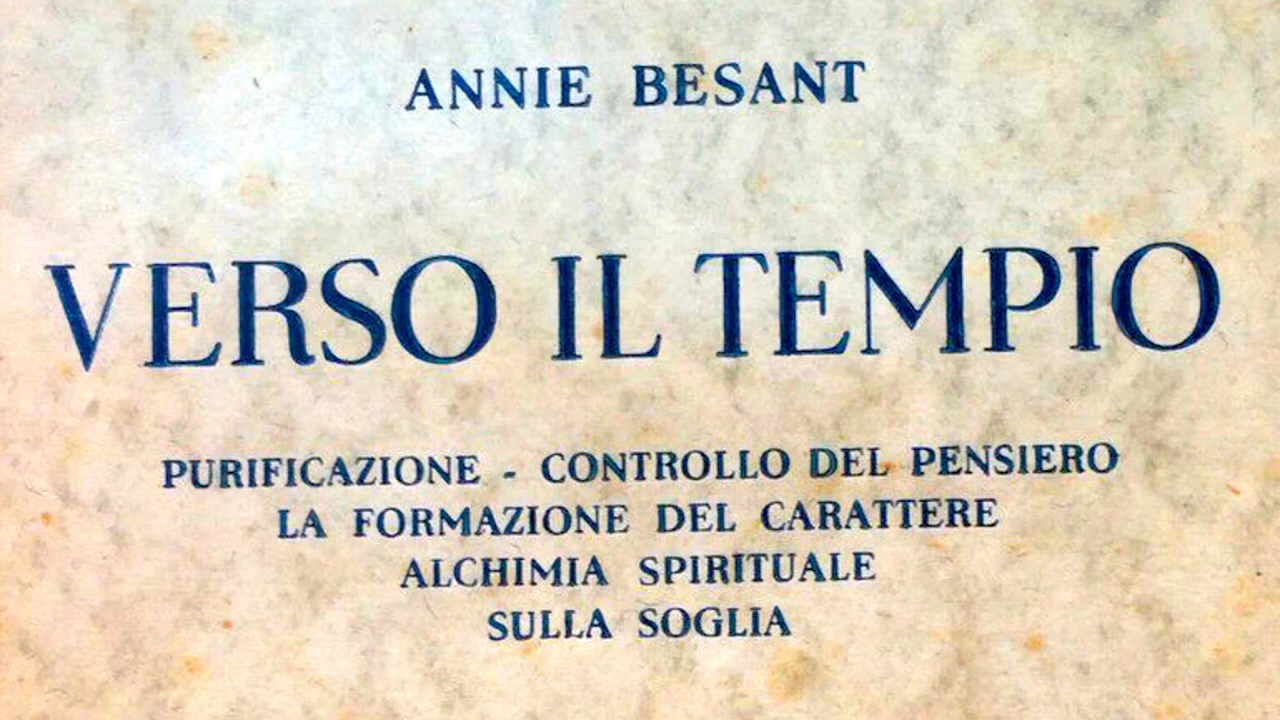 ANNIE BESANT
VERSO IL TEMPIO
PURIFICAZIONE - CONTROLLO DEL PENSIERO
LA FORMAZIONE DEL CARATTERE
ALCHIMIA SPIRITUALE
SULLA SOGLIA